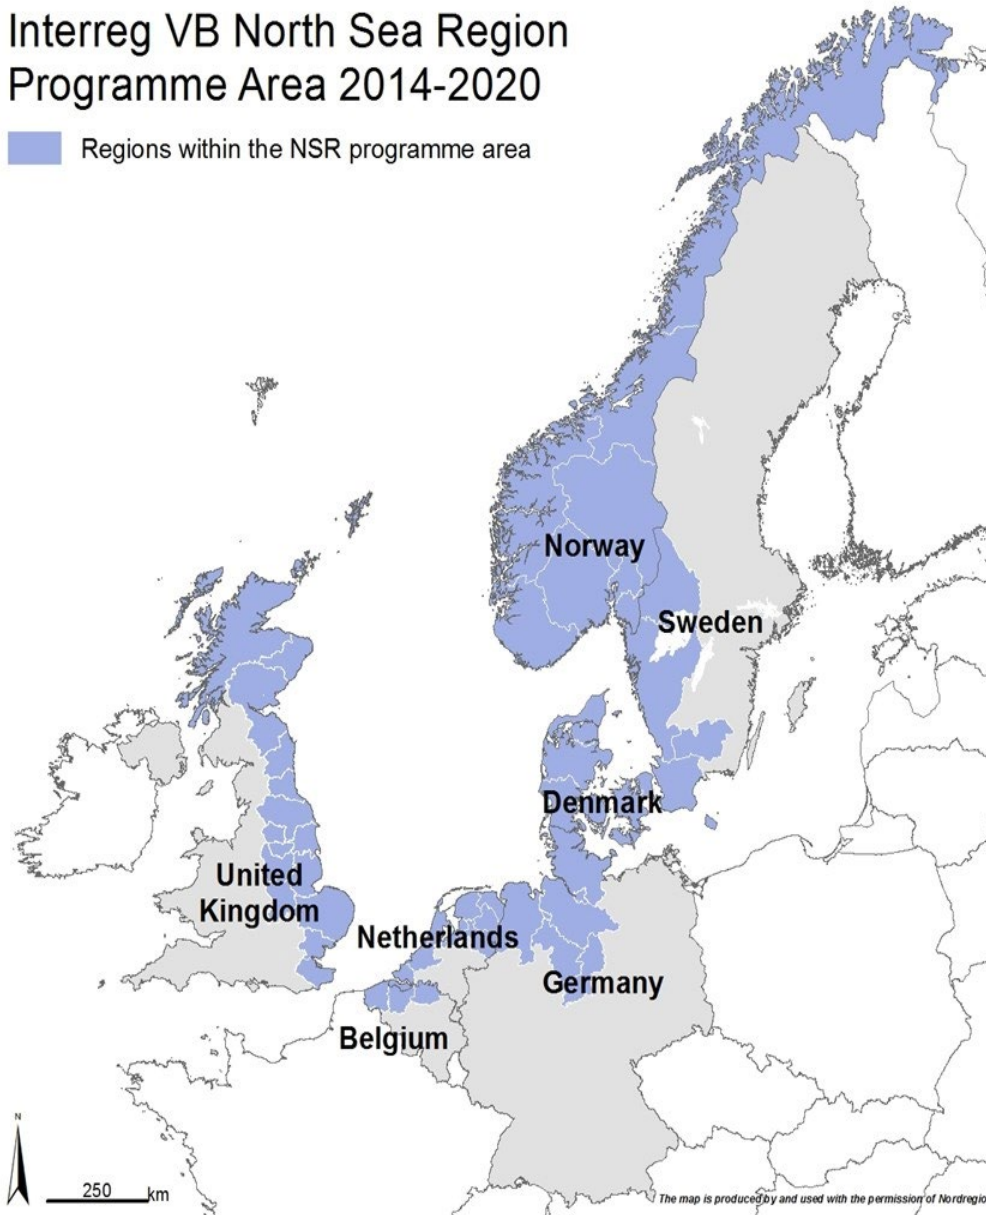 Interreg VB North Sea Region
Programme Area 2014-2020
Regions within the NSR programme area
Norway
Sweden
Denmark
United
Kingdom
Netherlands
Germany
Belgium
N
250 km
The map is produced by and used with the permission of Nordregio